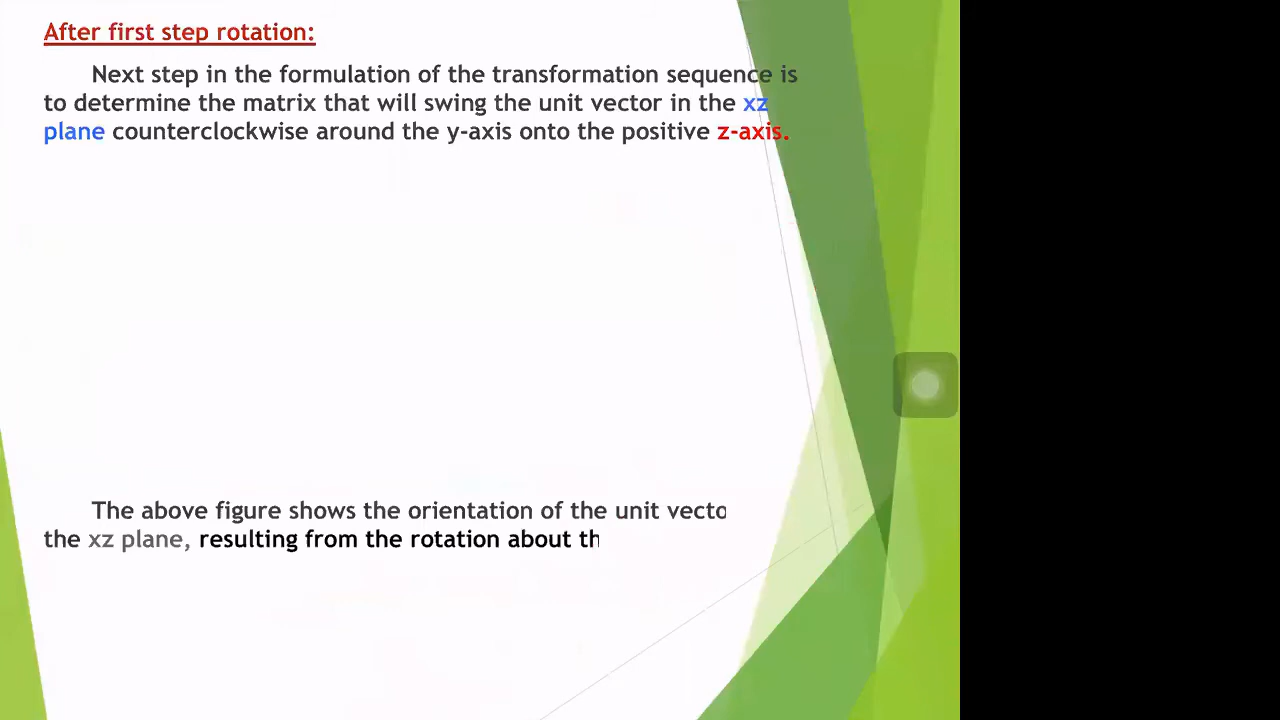 After first step rotation:
Next step in the formulation of the transformation sequence is
to determine the matrix that will swing the unit vector in the xz
plane counterclockwise around the y-axis onto the positive z-axis.
The above figure shows the orientation of the unit
the xz plane, resulting from the rotation about